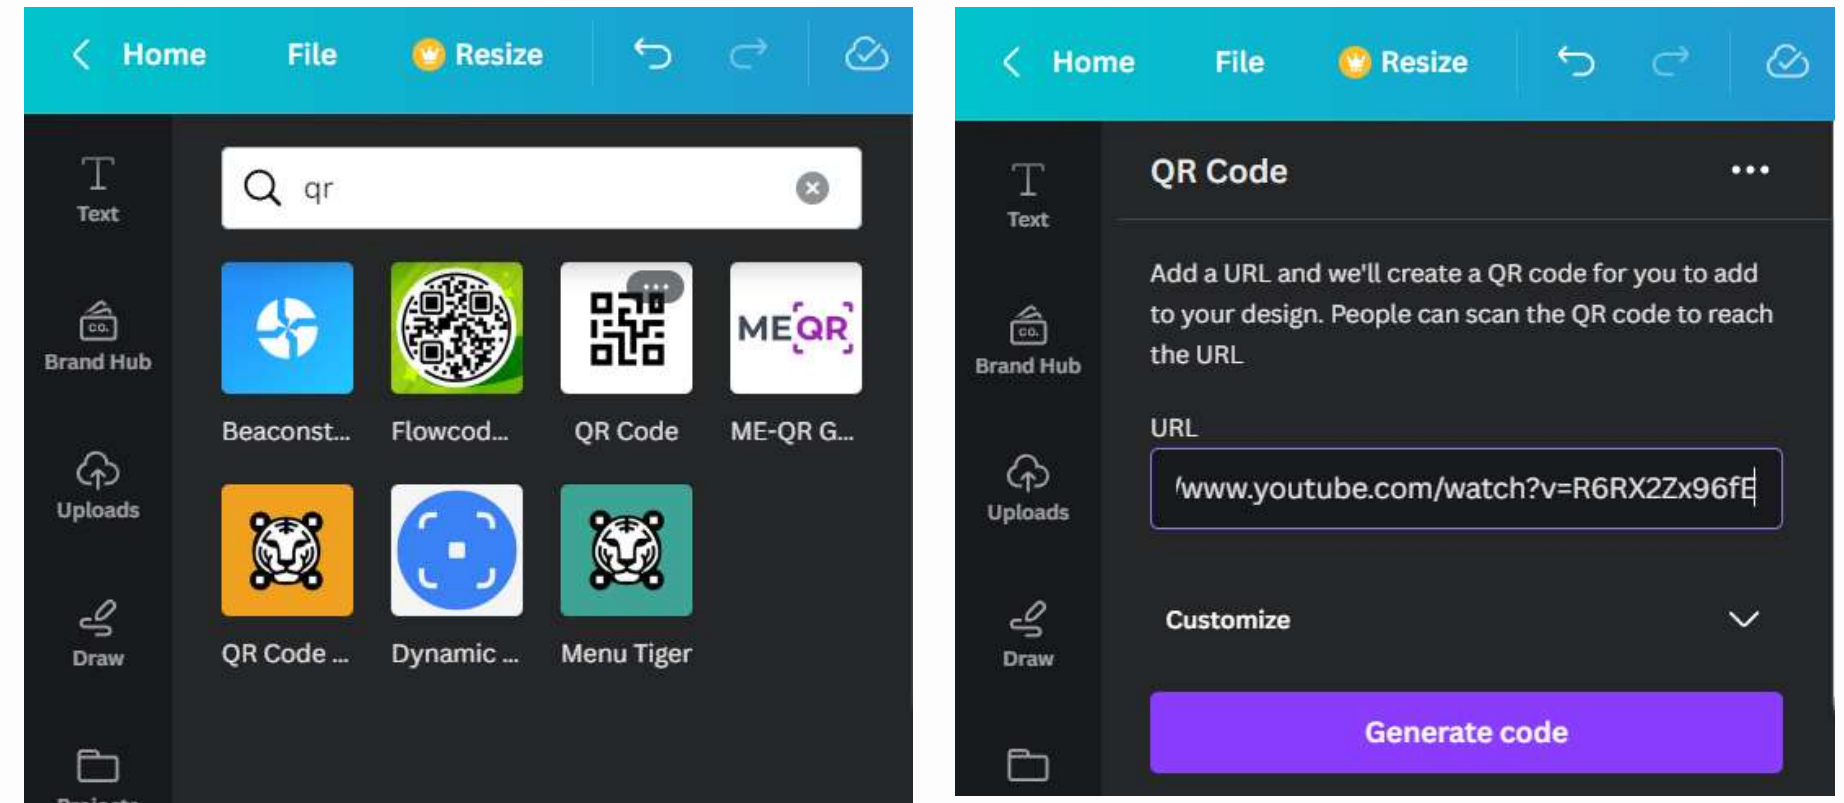 Home File Resize
qr
Text
Brand Hub
Uploads
Draw
ME QR
Beaconst... Flowcod... QR Code ME-QR G...
QR Code ... Dynamic ... Menu Tiger
Home File Resize
QR Code
Text
CO.
Brand Hub
Uploads
Draw
Add a URL and we'll create a QR code for you to add
to your design. People can scan the QR code to reach
the URL
URL
/www.youtube.com/watch?v=R6RX2Zx96fE
Customize
Generate code